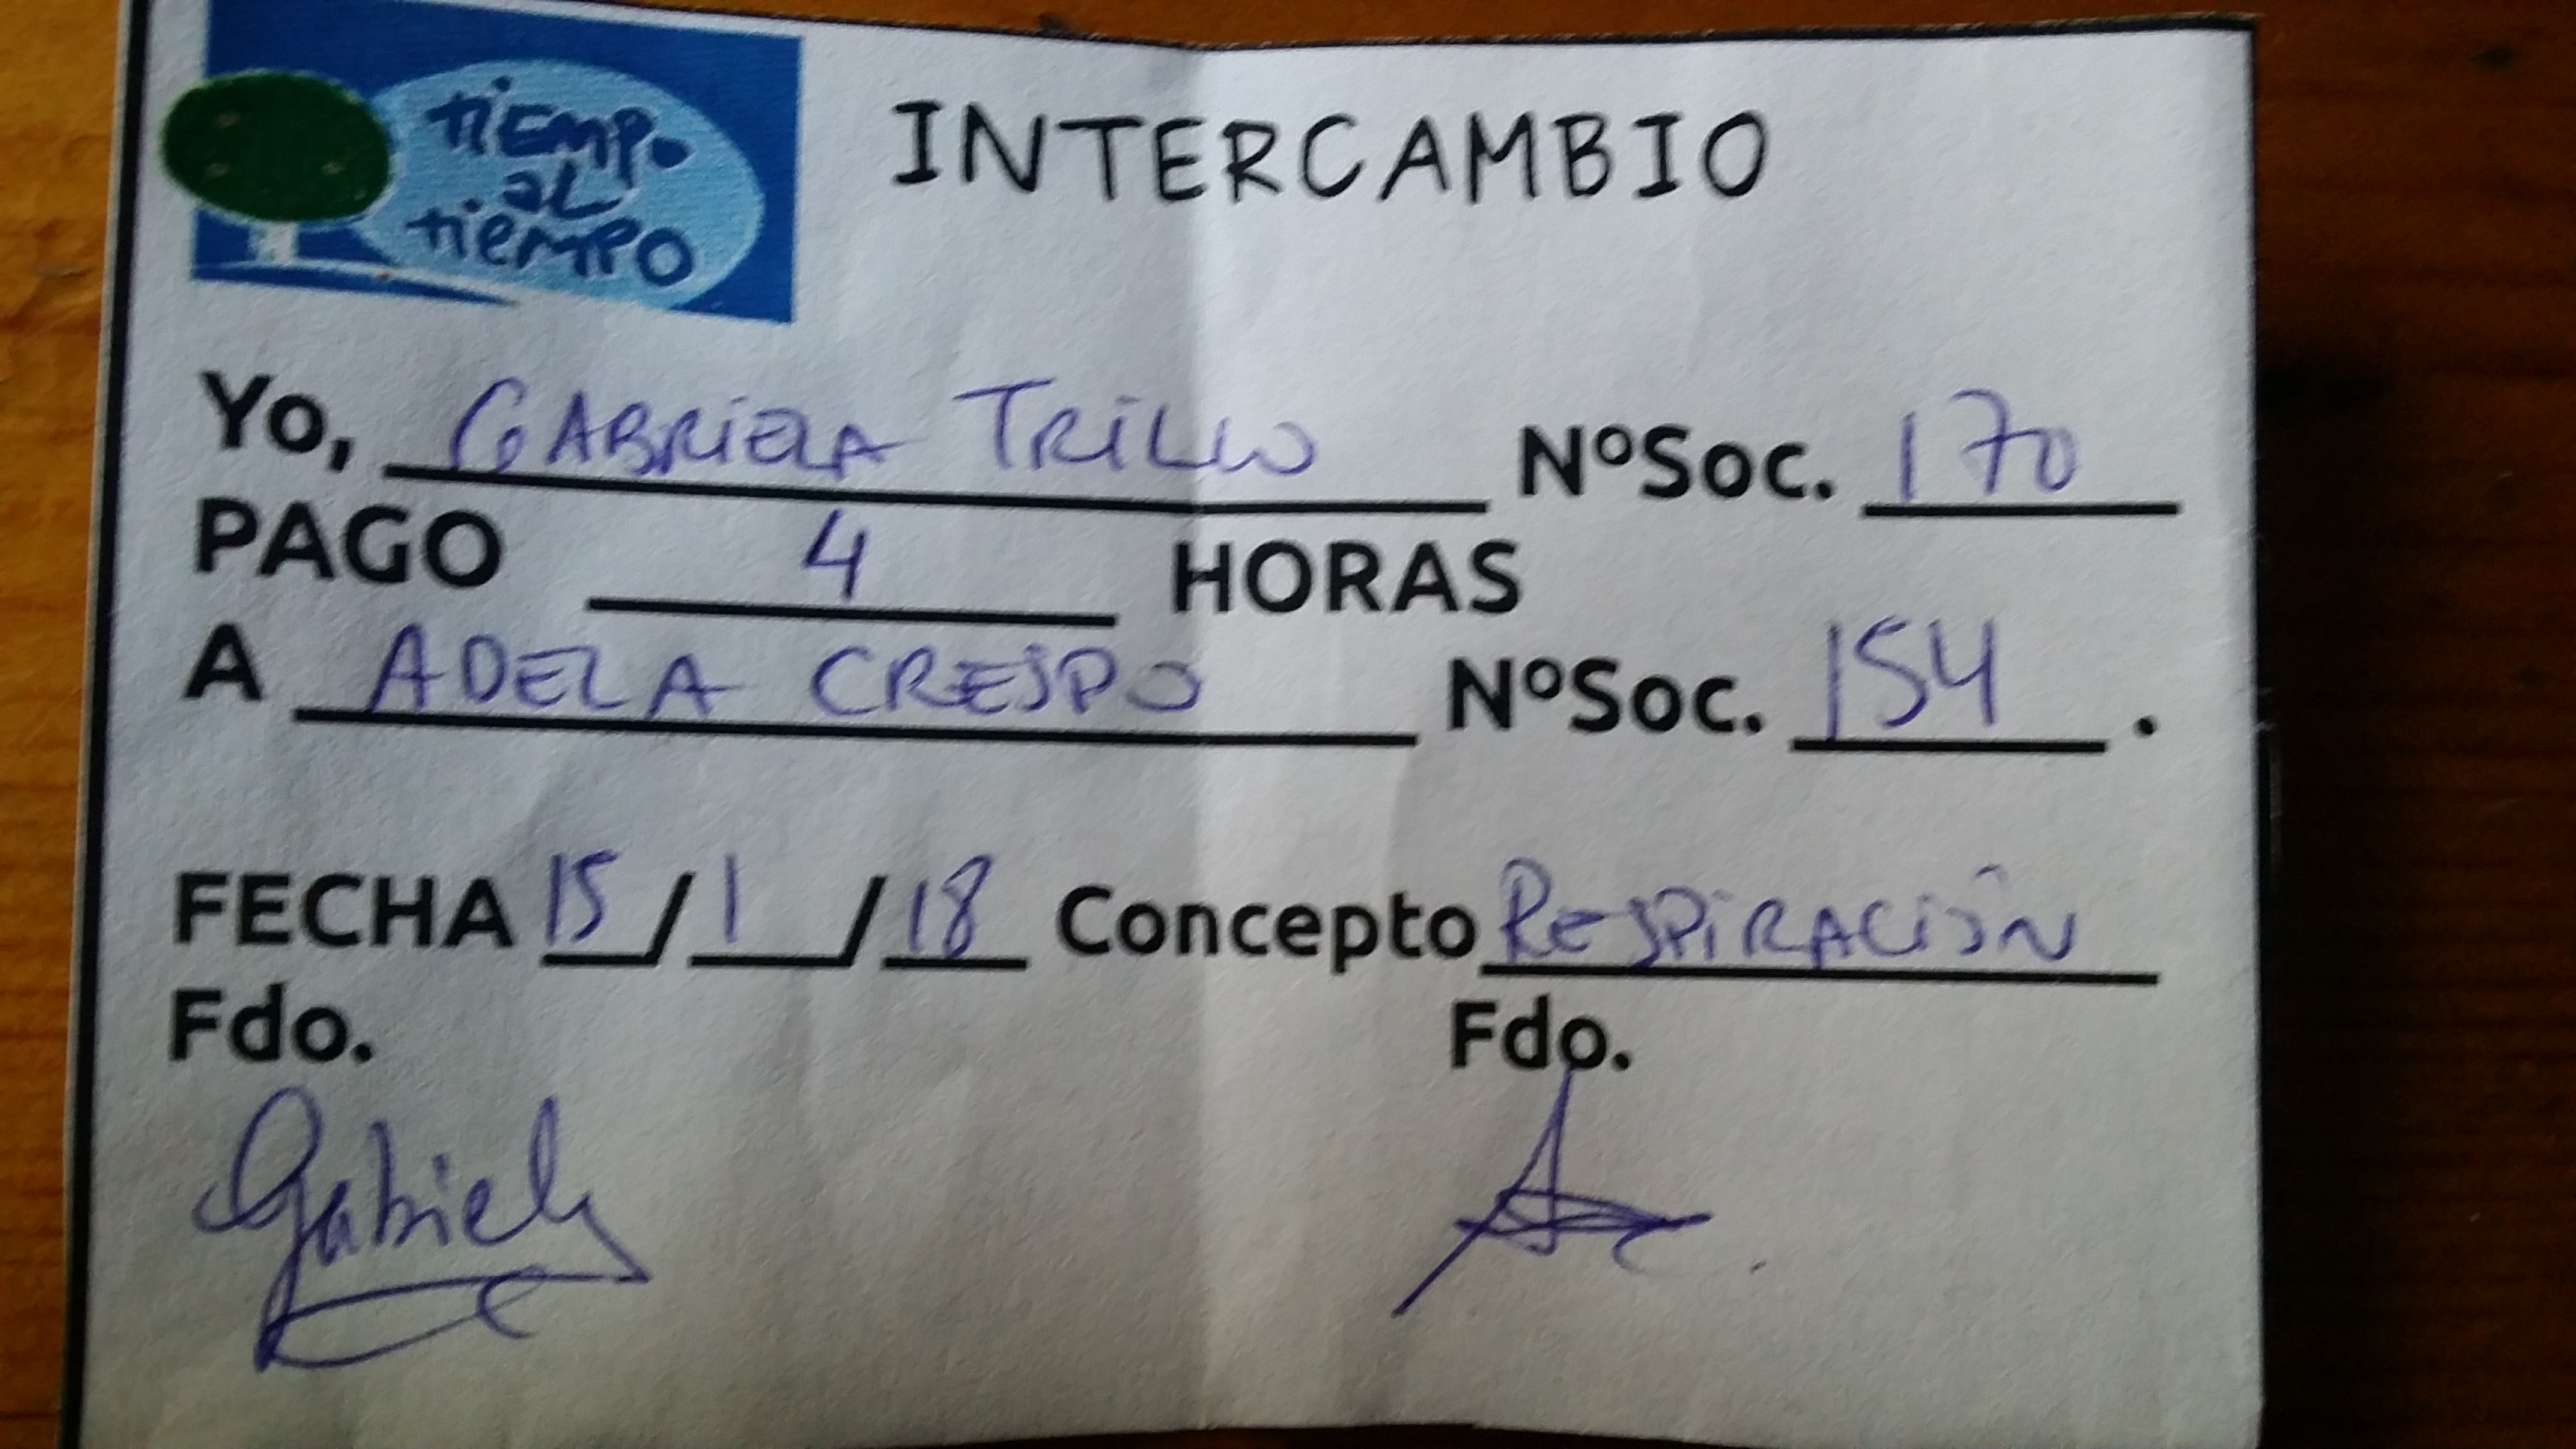 tiEMPO
aL
tiEMPO
INTERCAMBIO
Yo, GABRIELA TRILLO NºSoc. 170
PAGO 4 HORAS
A ADELA CRESPO NºSoc. 154.
FECHA 15/1/18 Concepto RESPIRACIÓN
Fdo. Fdo.
Gabriela